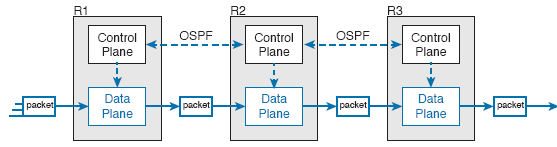 R1
R2
R3
Control
Plane
OSPF
Control
Plane
OSPF
Control
Plane
packet
Data
Plane
packet
Data
Plane
packet
Data
Plane
packet